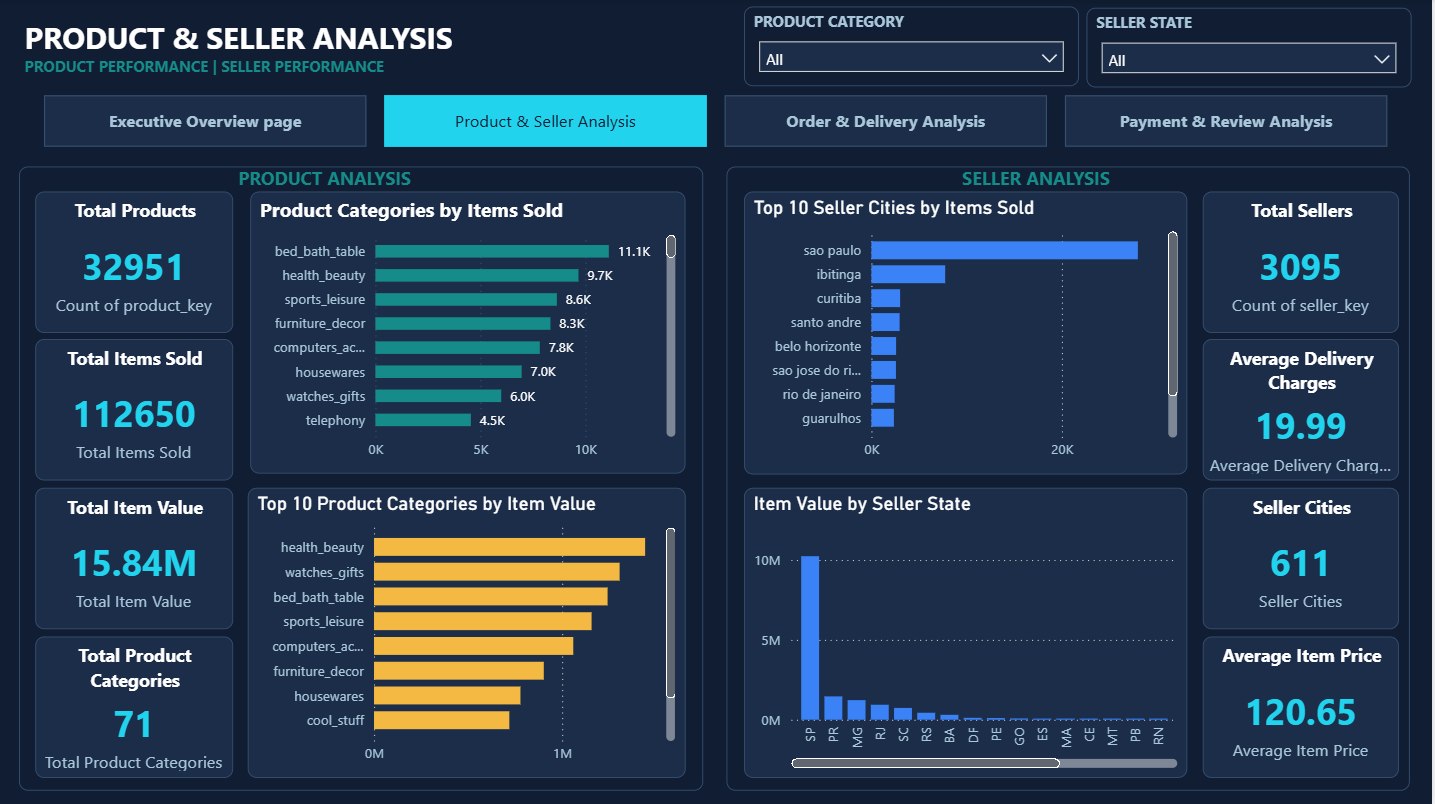 PRODUCT & SELLER ANALYSIS
PRODUCT PERFORMANCE | SELLER PERFORMANCE
PRODUCT CATEGORY
All
SELLER STATE
All
Executive Overview page
Product & Seller Analysis
Order & Delivery Analysis
Payment & Review Analysis
PRODUCT ANALYSIS
Total Products
32951
Count of product_key
Total Items Sold
112650
Total Items Sold
Total Item Value
15.84M
Total Item Value
Total Product
Categories
71
Total Product Categories
Product Categories by Items Sold
bed_bath_table 11.1K
health_beauty 9.7K
sports_leisure 8.6K
furniture_decor 8.3K
computers_ac... 7.8K
housewares 7.0K
watches_gifts 6.0K
telephony 4.5K
0K 5K 10K
Top 10 Product Categories by Item Value
health_beauty
watches_gifts
bed_bath_table
sports_leisure
computers_ac...
furniture_decor
housewares
cool_stuff
0M 1M
SELLER ANALYSIS
Top 10 Seller Cities by Items Sold
sao paulo
ibitinga
curitiba
santo andre
belo horizonte
sao jose do ri...
rio de janeiro
guarulhos
0K 20K
Item Value by Seller State
10M
5M
0M
SP PR MG RJ SC RS BA DF PE GO ES MA CE MT PB RN
Total Sellers
3095
Count of seller_key
Average Delivery
Charges
19.99
Average Delivery Charg...
Seller Cities
611
Seller Cities
Average Item Price
120.65
Average Item Price